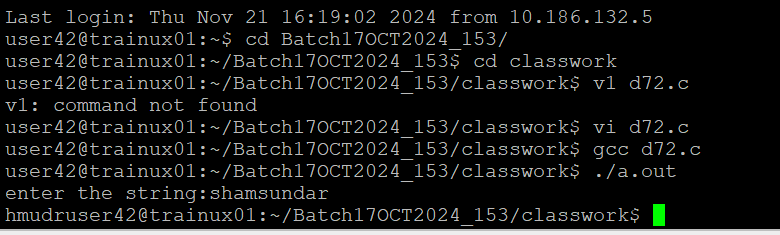 Last login: Thu Nov 21 16:19:02 2024 from 10.186.132.5
user42@trainux01:~$ cd Batch17OCT2024_153/
user42@trainux01:~/Batch17OCT2024_153$ cd classwork
user42@trainux01:~/Batch17OCT2024_153/classwork$ v1 d72.c
v1: command not found
user42@trainux01:~/Batch17OCT2024_153/classwork$ vi d72.c
user42@trainux01:~/Batch17OCT2024_153/classwork$ gcc d72.c
user42@trainux01:~/Batch17OCT2024_153/classwork$ ./a.out
enter the string:shamsundar
hmudruser42@trainux01:~/Batch17OCT2024_153/classwork$